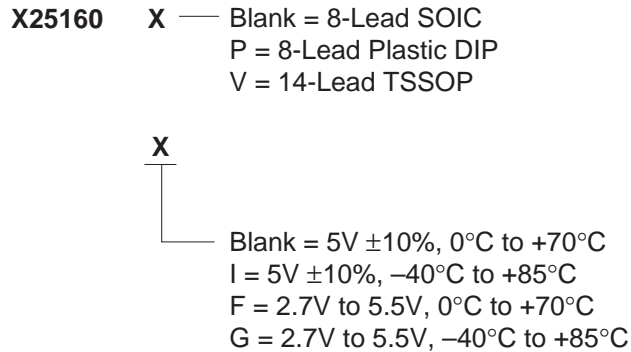 X25160 X Blank = 8-Lead SOIC
P = 8-Lead Plastic DIP
V = 14-Lead TSSOP
X
Blank = 5V ±10%, 0°C to +70°C
I = 5V ±10%, –40°C to +85°C
F = 2.7V to 5.5V, 0°C to +70°C
G = 2.7V to 5.5V, –40°C to +85°C